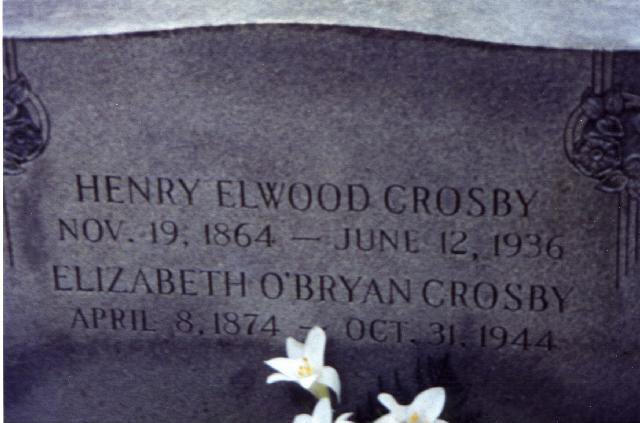 HENRY ELWOOD CROSBY
NOV. 19, 1864 — JUNE 12, 1936
ELIZABETH O'BRYAN CROSBY
APRIL 8, 1874 — OCT. 31, 1944